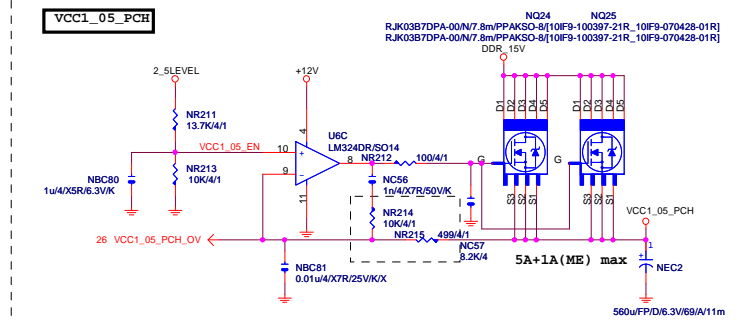 VCC1_05_PCH
NQ24 NQ25
RJK03B7DPA-00/N/7.8m/PPAKSO-8/[10IF9-100397-21R_10IF9-070428-01R]
RJK03B7DPA-00/N/7.8m/PPAKSO-8/[10IF9-100397-21R_10IF9-070428-01R]
DDR_15V
2_5LEVEL
+12V
D1 D2 D3 D4 D5
D1 D2 D3 D4 D5
NR211
13.7K/4/1
VCC1_05_EN
4
U6C
LM324DR/SO14
10
+
9
-
8
11
NR212
100/4/1
G
G
NBC80
1u/4/X5R/6.3V/K
NR213
10K/4/1
NC56
1n/4/X7R/50V/K
S3 S2 S1
S3 S2 S1
NR214
10K/4/1
NR215
499/4/1
NC57
8.2K/4
VCC1_05_PCH
26 VCC1_05_PCH_OV
5A+1A(ME) max
1
+
NEC2
NBC81
0.01u/4/X7R/25V/K/X
560u/FP/D/6.3V/69/A/11m